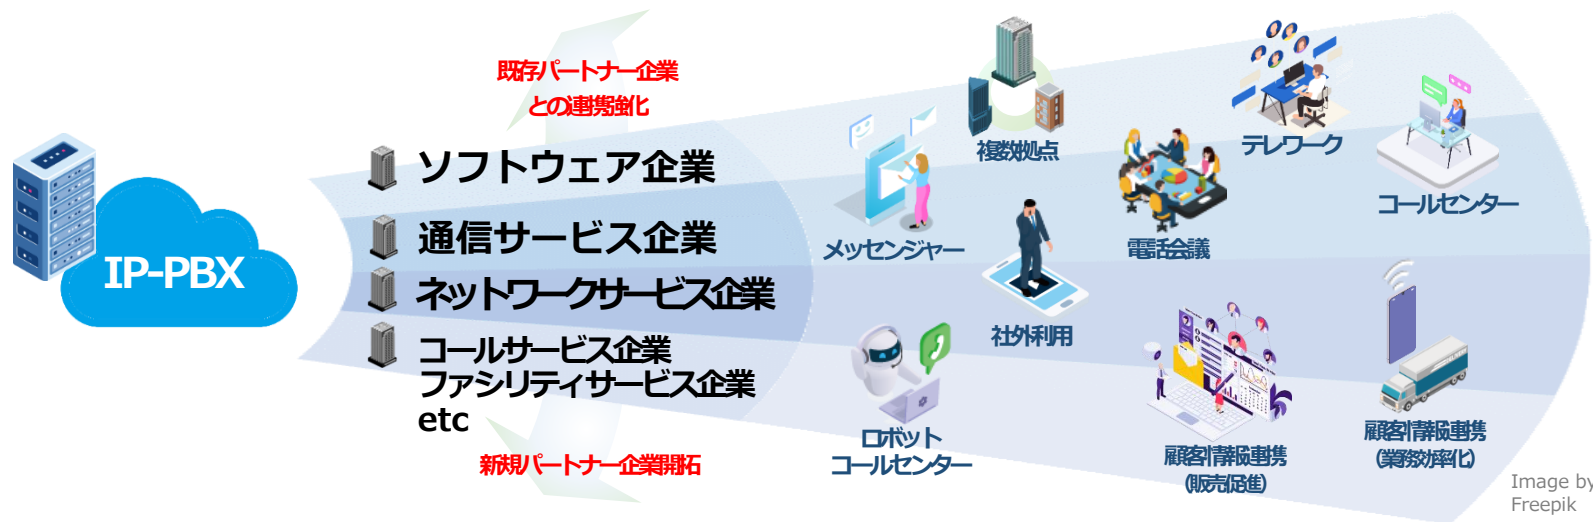 既存パートナー企業
との連携強化
IP-PBX
ソフトウェア企業
通信サービス企業
ネットワークサービス企業
コールサービス企業
ファシリティサービス企業
etc
新規パートナー企業開拓
複数拠点
テレワーク
コールセンター
メッセンジャー
電話会議
社外利用
ロボット
コールセンター
顧客情報連携
(販売促進)
顧客情報連携
(業務効率化)
Image by
Freepik